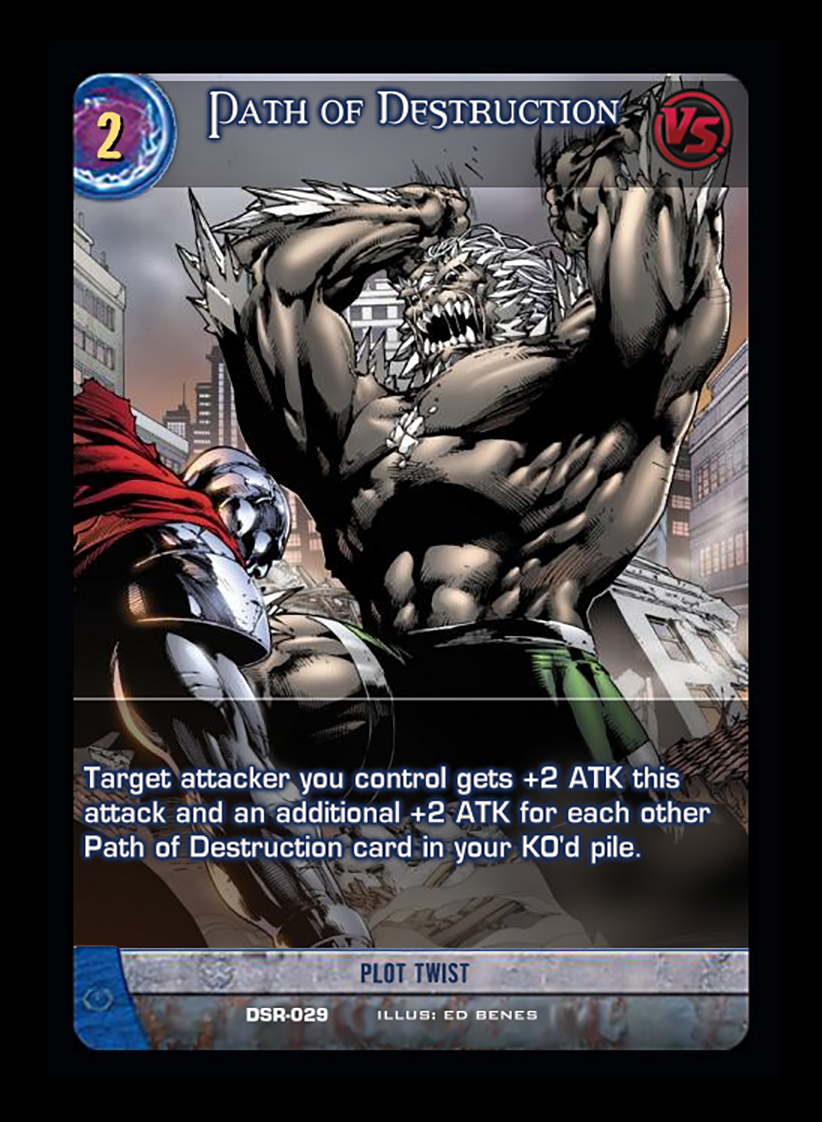 2
Path of Destruction
VS.
Target attacker you control gets +2 ATK this
attack and an additional +2 ATK for each other
Path of Destruction card in your KO'd pile.
PLOT TWIST
DSR-029 ILLUS: ED BENES